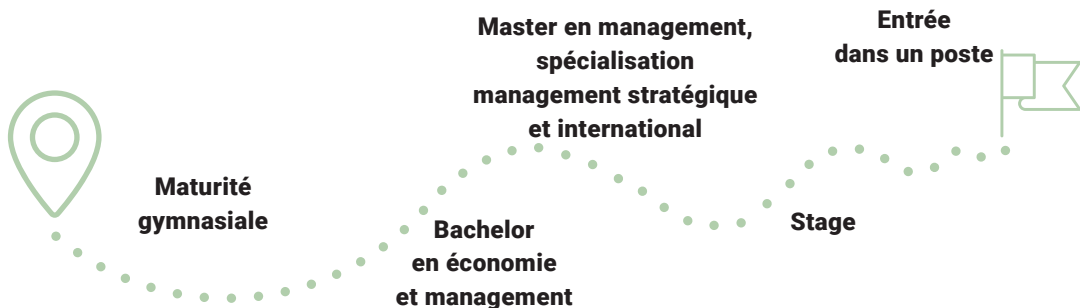 Maturité
gymnasiale
Bachelor
en économie
et management
Master en management,
spécialisation
management stratégique
et international
Stage
Entrée
dans un poste